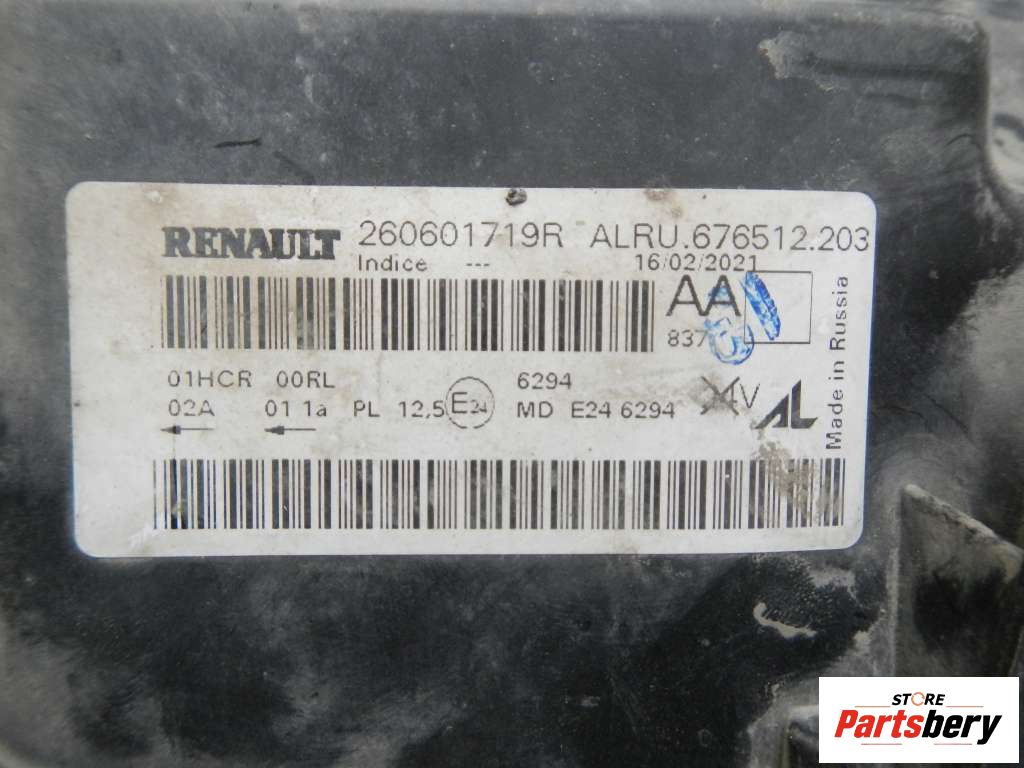 RENAULT 260601719R ALRU.676512.203
Indice --- 16/02/2021
AA
837
01HCR 00RL 6294
02A 01 1a PL 12,5 E24 MD E24 6294 V AL
Made in Russia
STORE
Partsbery